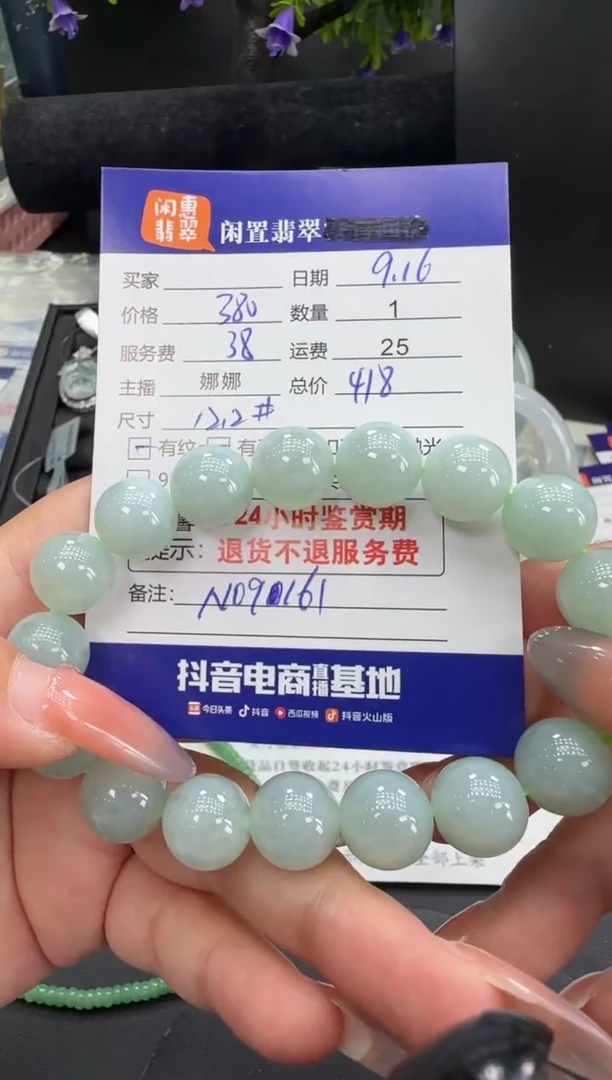 闲惠
翡翠
闲置翡翠
买家 日期 9.16
价格 380 数量 1
服务费 38 运费 25
主播 娜娜 总价 418
尺寸 12.2#
有纹 有
9
24小时鉴赏期
提示：退货不退服务费
备注：N090161
抖音电商直播基地
今日头条 抖音 西瓜视频 抖音火山版